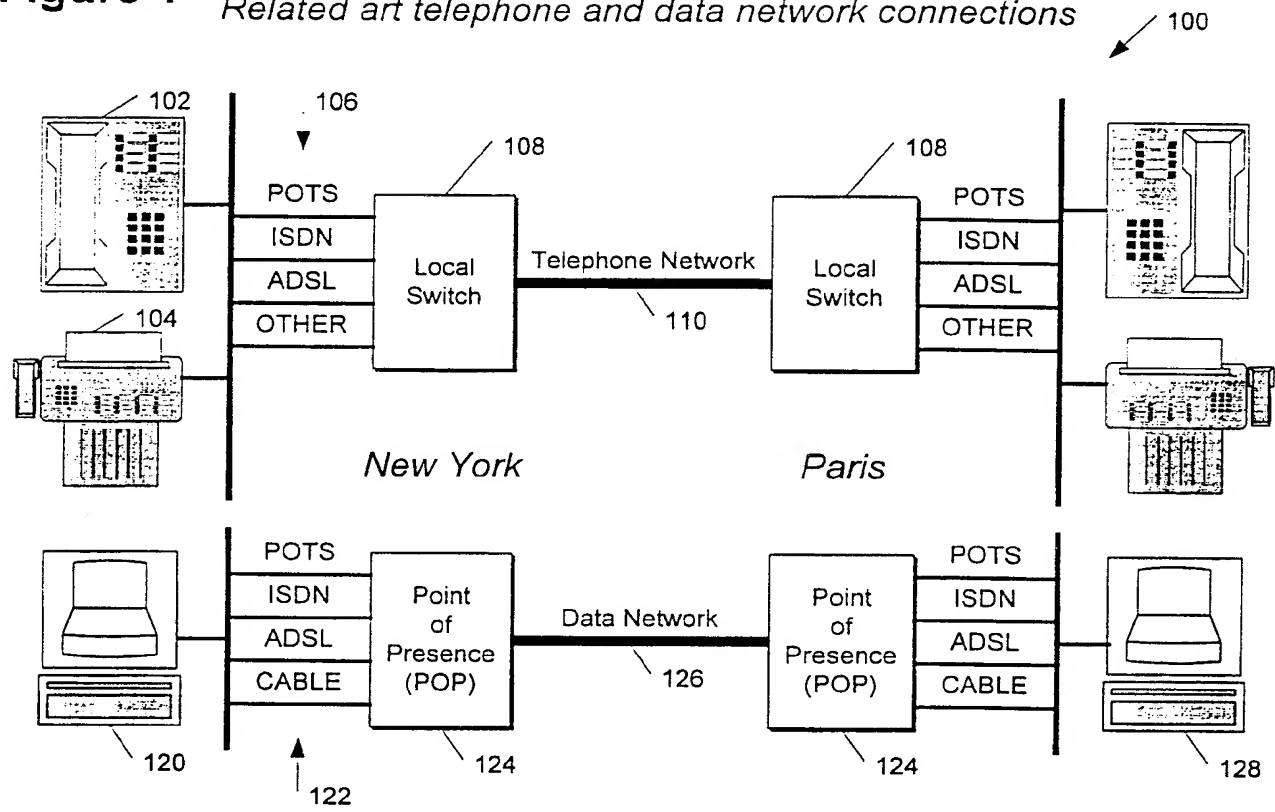 Related art telephone and data network connections
100
102
106
108
108
POTS
ISDN
ADSL
OTHER
Local
Switch
Telephone Network
110
Local
Switch
POTS
ISDN
ADSL
OTHER
104
New York
Paris
POTS
ISDN
ADSL
CABLE
Point
of
Presence
(POP)
Data Network
126
Point
of
Presence
(POP)
POTS
ISDN
ADSL
CABLE
120
122
124
124
128